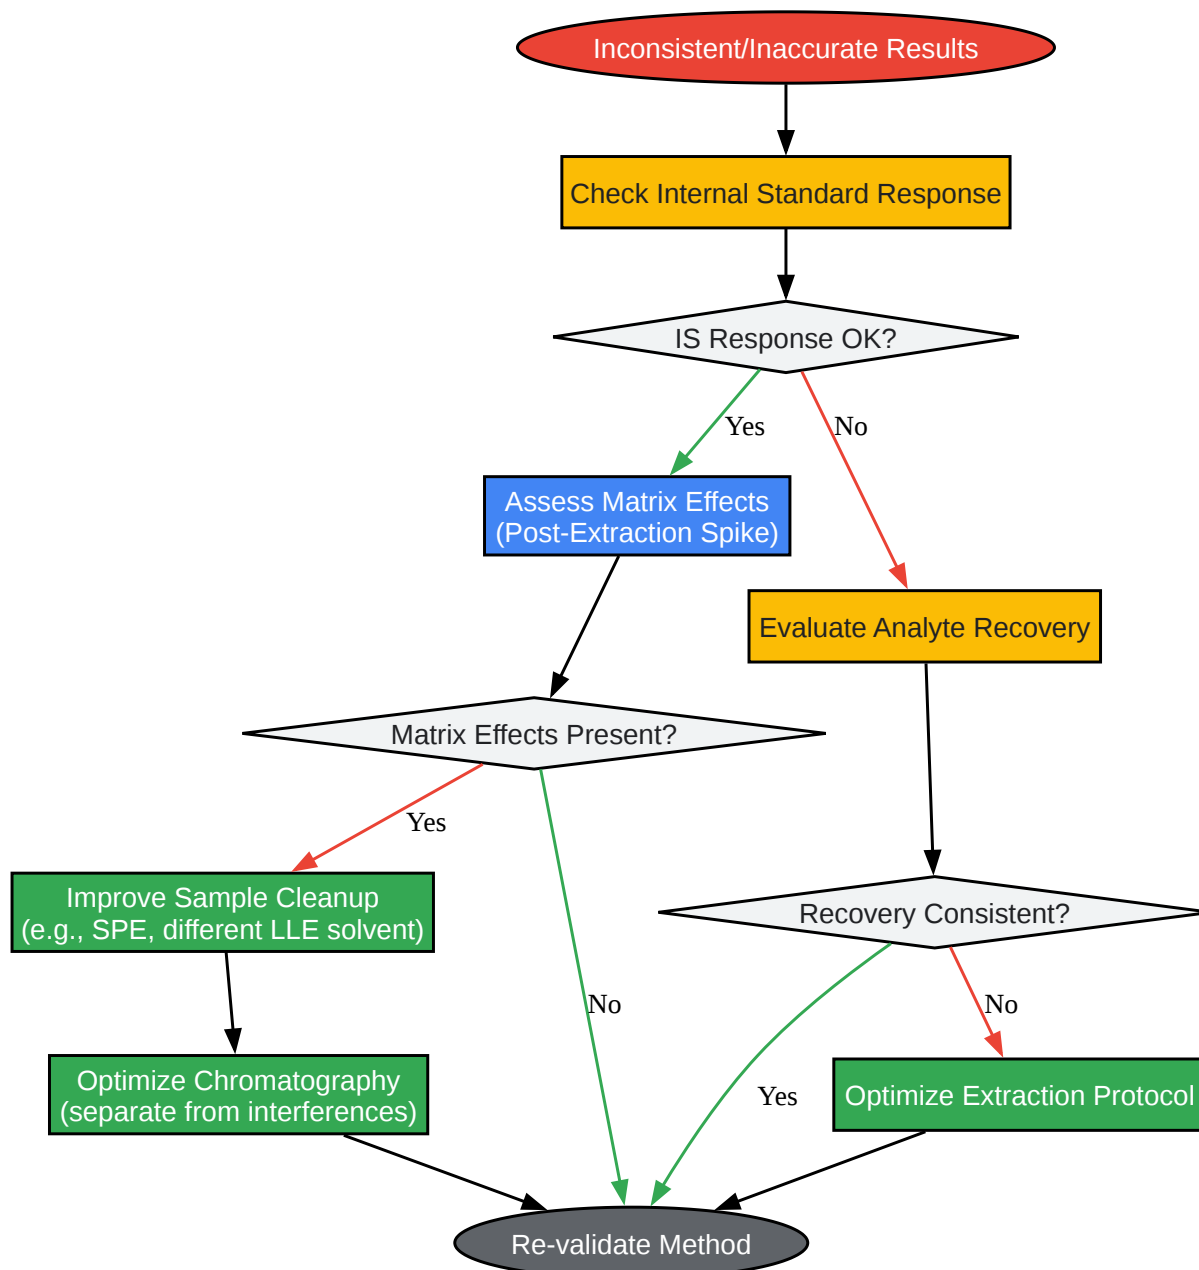 Inconsistent/Inaccurate Results
Check Internal Standard Response
IS Response OK?
Yes
No
Assess Matrix Effects
(Post-Extraction Spike)
Evaluate Analyte Recovery
Matrix Effects Present?
Yes
Improve Sample Cleanup
(e.g., SPE, different LLE solvent)
Recovery Consistent?
No
No
Optimize Chromatography
(separate from interferences)
Yes
Optimize Extraction Protocol
Re-validate Method